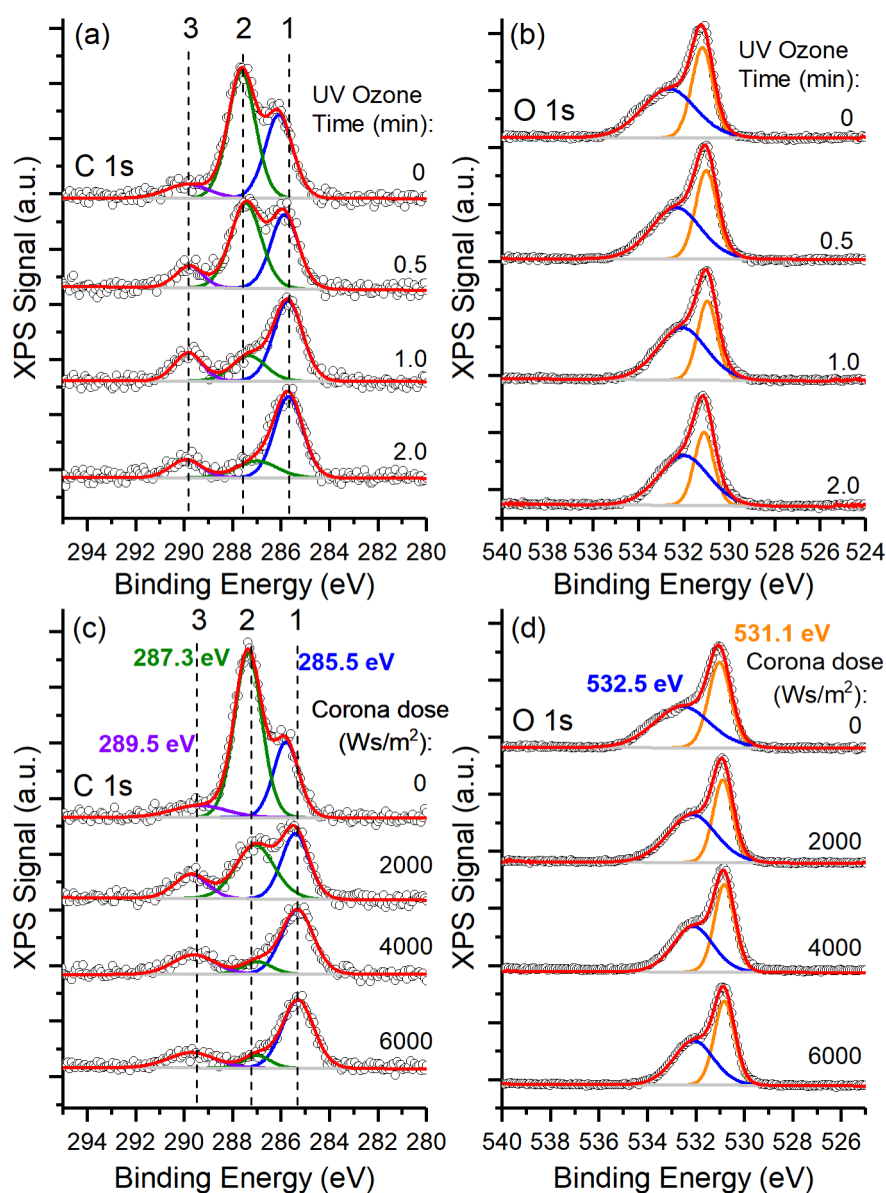 (a)
3 2 1
UV Ozone
Time (min):
C 1s
0
0.5
1.0
2.0
XPS Signal (a.u.)
294 292 290 288 286 284 282 280
Binding Energy (eV)
(b)
UV Ozone
Time (min):
O 1s
0
0.5
1.0
2.0
XPS Signal (a.u.)
540 538 536 534 532 530 528 526 524
Binding Energy (eV)
(c)
3 2 1
287.3 eV
285.5 eV
289.5 eV
Corona dose
(Ws/m²):
C 1s
0
2000
4000
6000
XPS Signal (a.u.)
294 292 290 288 286 284 282 280
Binding Energy (eV)
(d)
531.1 eV
532.5 eV
Corona dose
(Ws/m²):
O 1s
0
2000
4000
6000
XPS Signal (a.u.)
540 538 536 534 532 530 528 526
Binding Energy (eV)